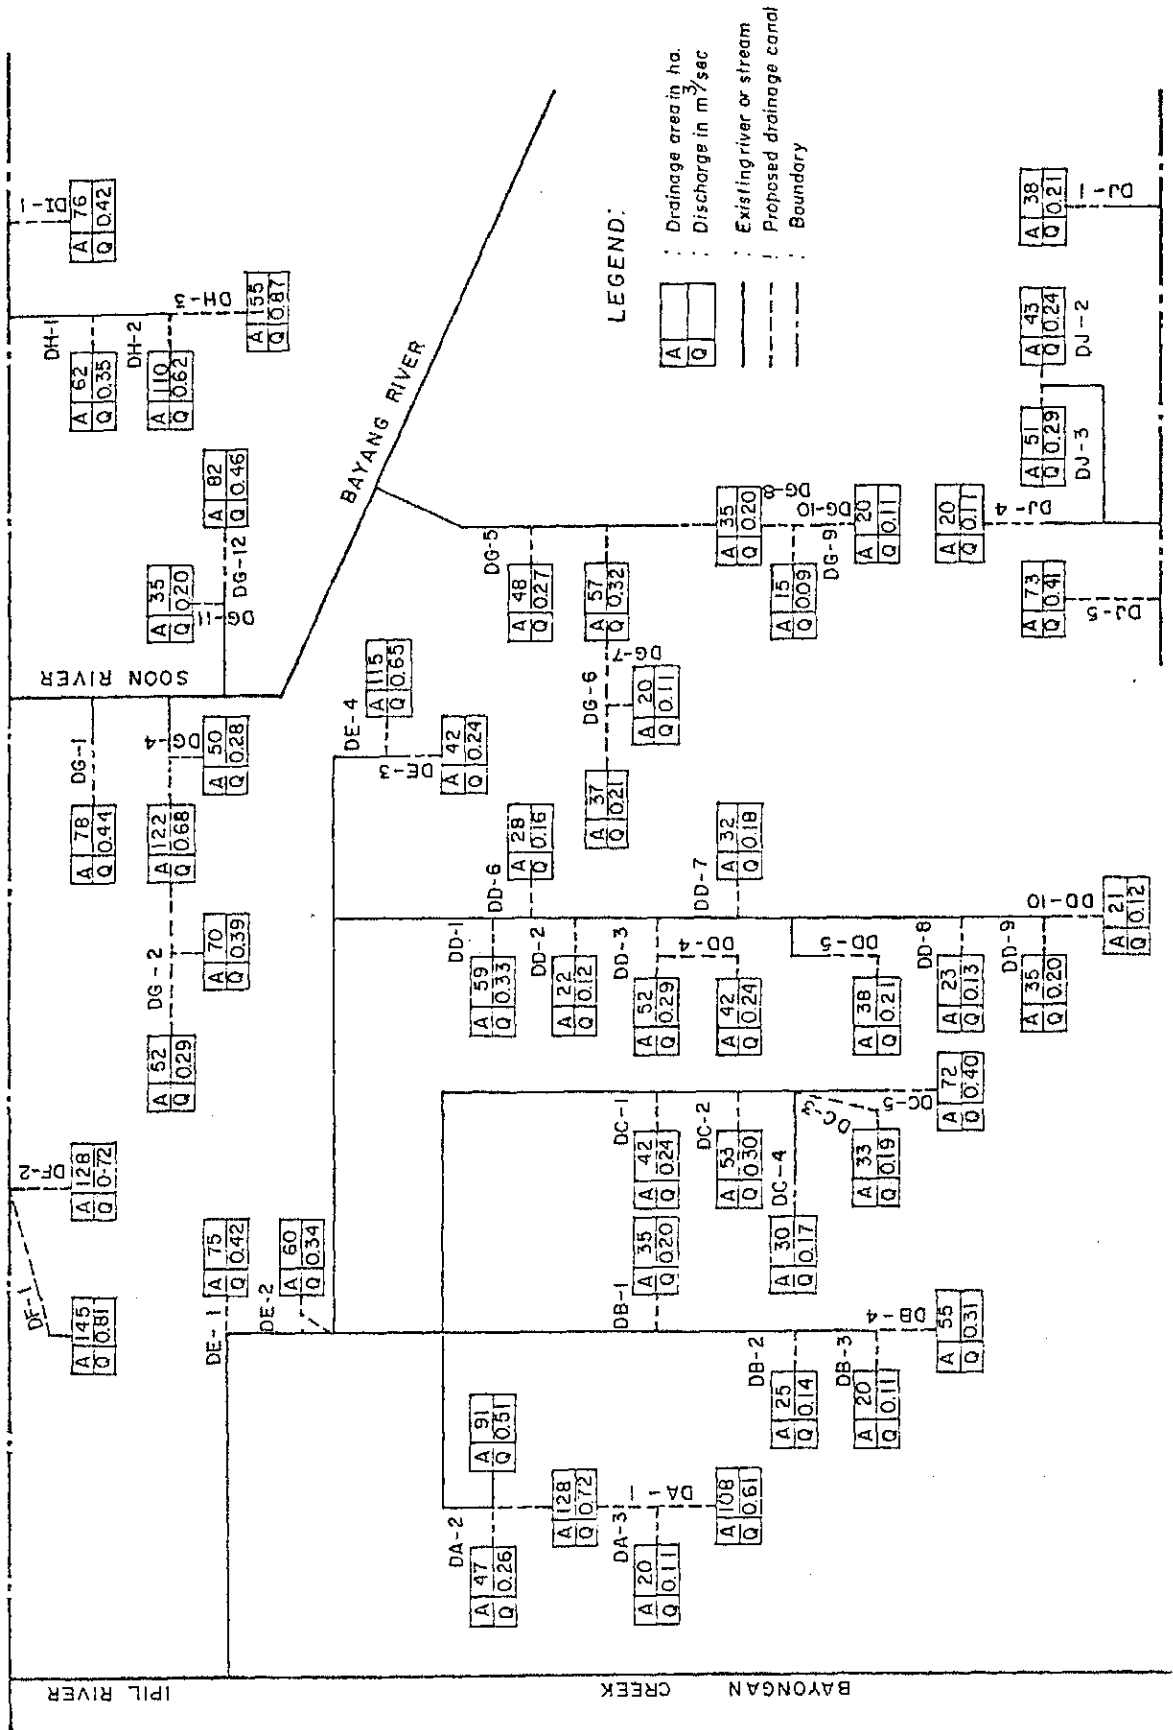 DI-1
A 76
Q 0.42
DH-1
A 62
Q 0.35
DH-2
A 110
Q 0.62
DH-3
A 155
Q 0.87
DG-12
A 82
Q 0.46
DG-11
A 35
Q 0.20
SOON RIVER
BAYANG RIVER
DG-1
A 78
Q 0.44
DG-4
A 50
Q 0.28
A 122
Q 0.68
DG-2
A 70
Q 0.39
A 52
Q 0.29
DF-2
A 128
Q 0.72
DF-1
A 145
Q 0.81
DE-1
A 75
Q 0.42
DE-2
A 60
Q 0.34
DE-4
A 115
Q 0.65
DE-3
A 42
Q 0.24
DG-5
A 48
Q 0.27
A 57
Q 0.32
DG-7
DG-6
A 20
Q 0.11
A 37
Q 0.21
A 35
Q 0.20
DG-8
DG-10
DG-9
A 15
Q 0.09
A 20
Q 0.11
LEGEND:
A
Q
: Drainage area in ha.
: Discharge in m³/sec
: Existing river or stream
: Proposed drainage canal
: Boundary
DJ-1
A 38
Q 0.21
DJ-2
A 43
Q 0.24
DJ-3
A 51
Q 0.29
DJ-4
A 20
Q 0.11
DJ-5
A 73
Q 0.41
DD-6
A 28
Q 0.16
DD-1
A 59
Q 0.33
DD-2
A 22
Q 0.12
DD-3
A 52
Q 0.29
DD-4
A 42
Q 0.24
DD-7
A 32
Q 0.18
DD-5
A 38
Q 0.21
DD-8
A 23
Q 0.13
DD-9
A 35
Q 0.20
DD-10
A 21
Q 0.12
DC-1
A 42
Q 0.24
DC-2
A 53
Q 0.30
DC-3
A 33
Q 0.19
DC-4
A 30
Q 0.17
DC-5
A 72
Q 0.40
DB-1
A 35
Q 0.20
DB-2
A 25
Q 0.14
DB-3
A 20
Q 0.11
DB-4
A 55
Q 0.31
A 91
Q 0.51
DA-2
A 47
Q 0.26
A 128
Q 0.72
DA-3
A 20
Q 0.11
DA-1
A 108
Q 0.61
IPIL RIVER
BAYONGAN CREEK